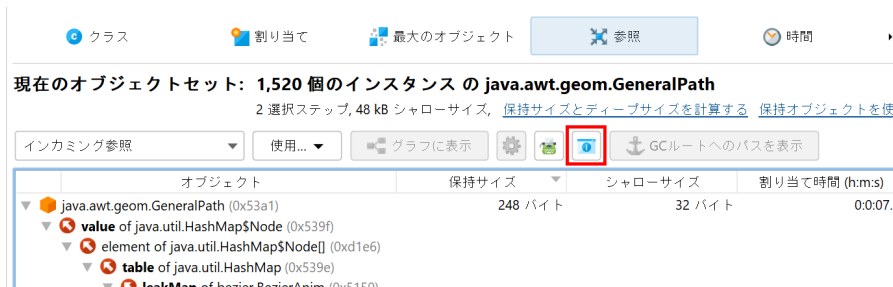 クラス 割り当て 最大のオブジェクト 参照 時間
現在のオブジェクトセット: 1,520 個のインスタンス の java.awt.geom.GeneralPath
2 選択ステップ, 48 kB シャローサイズ, 保持サイズとディープサイズを計算する 保持オブジェクトを使
インカミング参照 使用... グラフに表示 GCルートへのパスを表示
オブジェクト 保持サイズ シャローサイズ 割り当て時間 (h:m:s)
java.awt.geom.GeneralPath (0x53a1) 248 バイト 32 バイト 0:0:07.
value of java.util.HashMap$Node (0x539f)
element of java.util.HashMap$Node[] (0xd1e6)
table of java.util.HashMap (0x539e)
leakMap of bezier.BezierAnim (0x5150)